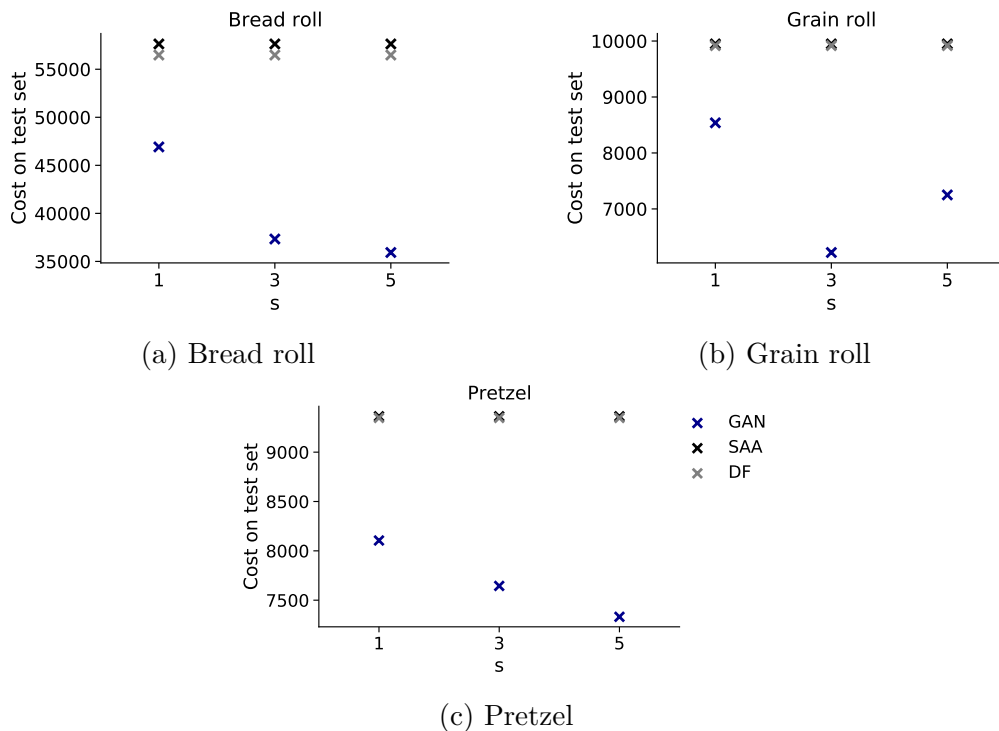 Bread roll
Cost on test set
55000
50000
45000
40000
35000
1 3 5
s
(a) Bread roll
Grain roll
Cost on test set
10000
9000
8000
7000
1 3 5
s
(b) Grain roll
Pretzel
Cost on test set
9000
8500
8000
7500
1 3 5
s
GAN
SAA
DF
(c) Pretzel